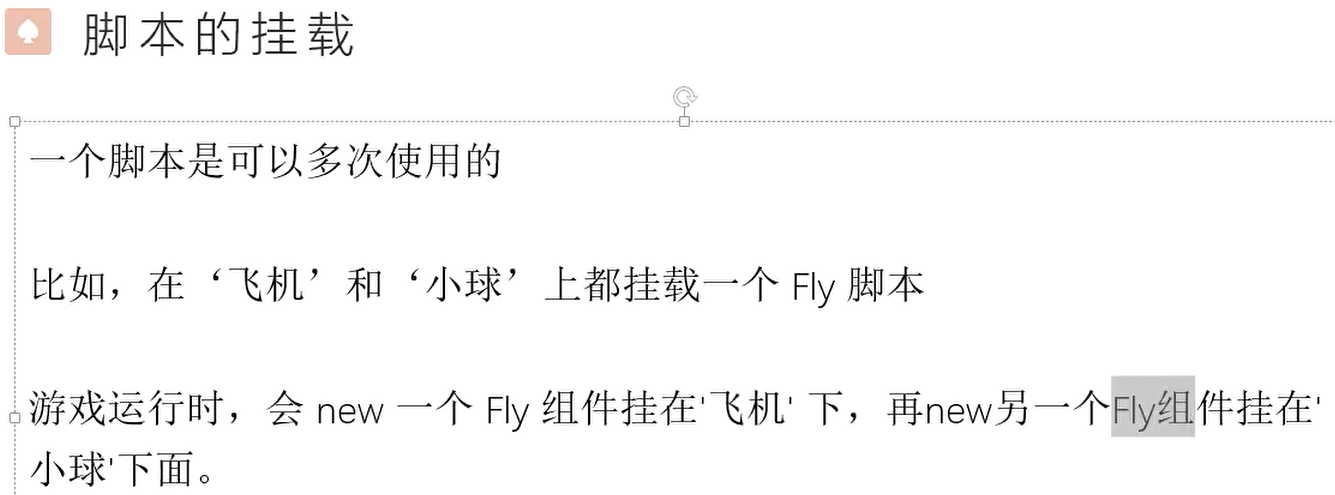 脚本的挂载
一个脚本是可以多次使用的
比如，在‘飞机’和‘小球’上都挂载一个 Fly 脚本
游戏运行时，会 new 一个 Fly 组件挂在'飞机' 下，再new另一个Fly组件挂在'
小球'下面。